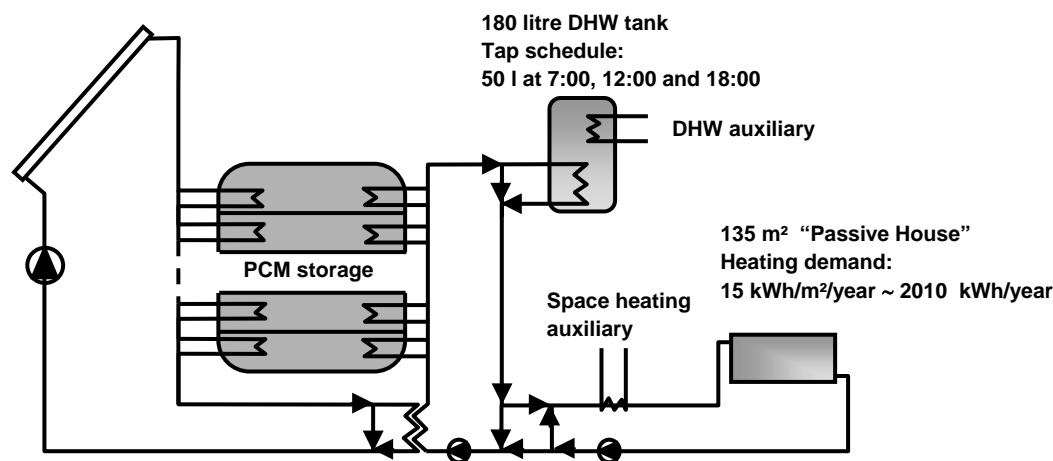 180 litre DHW tank
Tap schedule:
50 l at 7:00, 12:00 and 18:00
DHW auxiliary
PCM storage
135 m² “Passive House”
Heating demand:
15 kWh/m²/year ~ 2010 kWh/year
Space heating
auxiliary